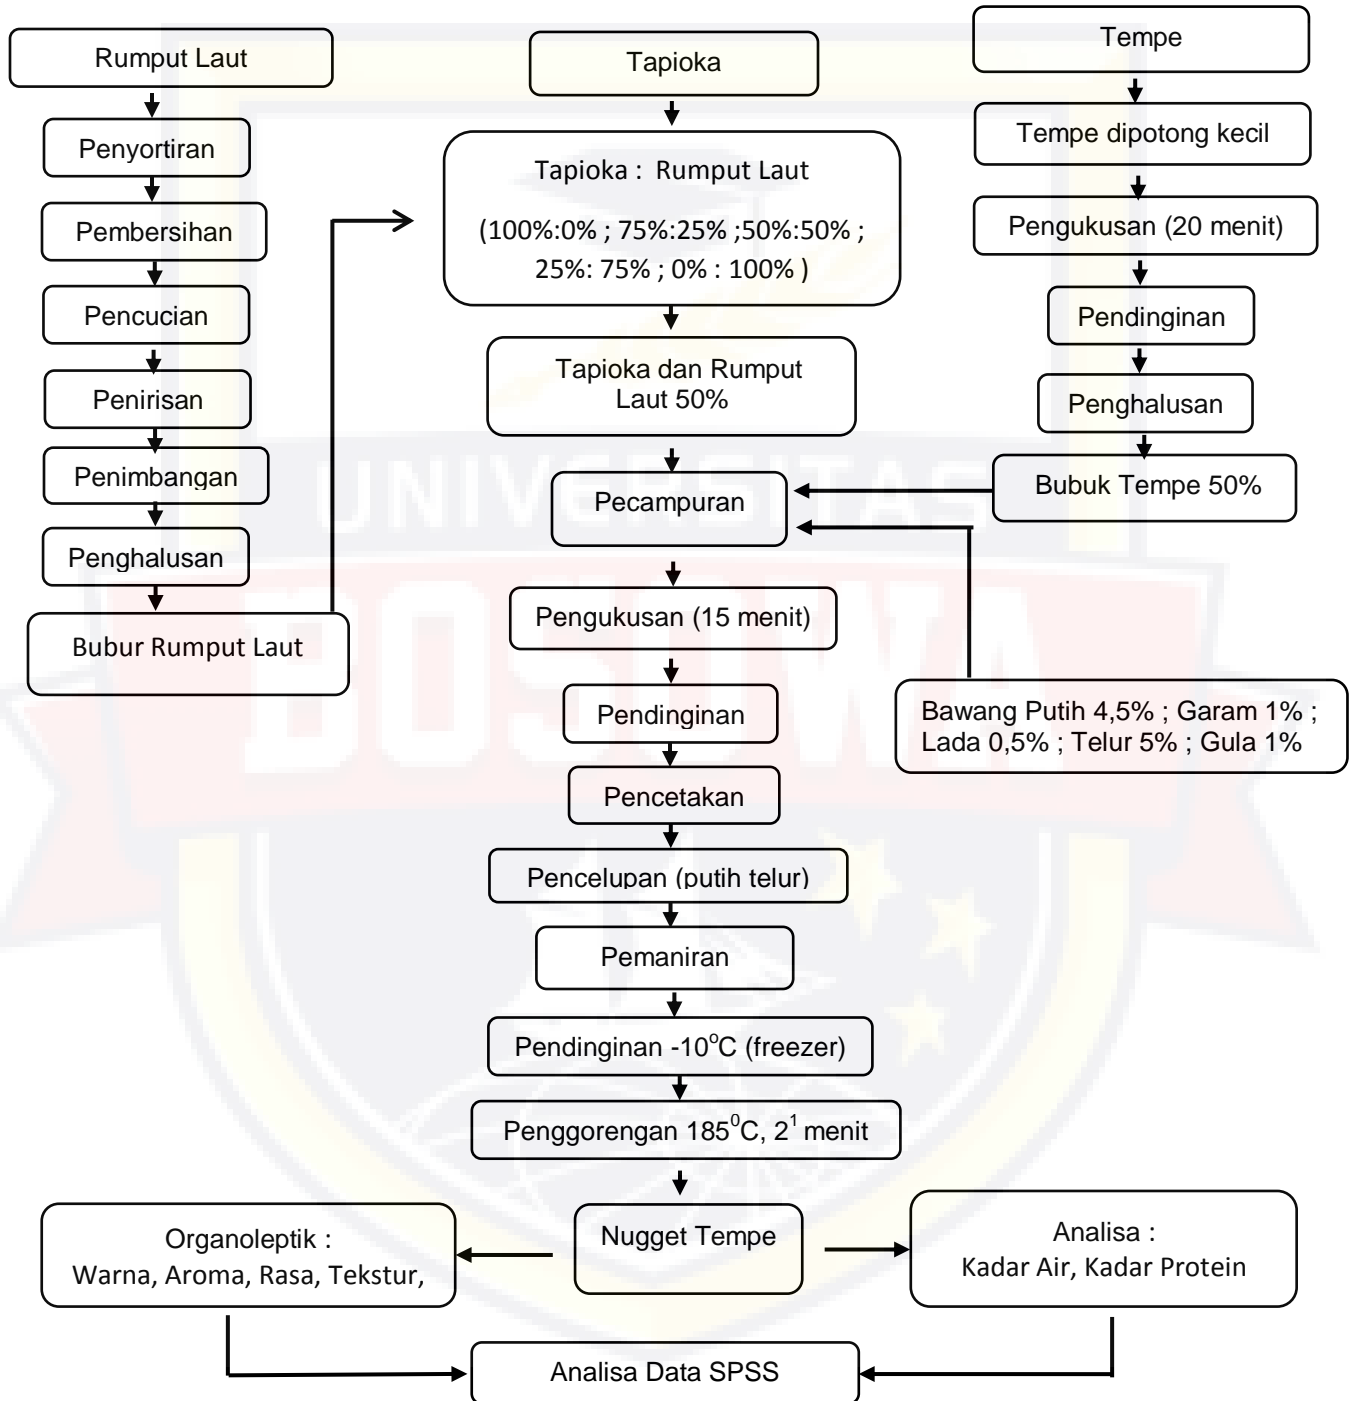 Rumput Laut
Penyortiran
Pembersihan
Pencucian
Penirisan
Penimbangan
Penghalusan
Bubur Rumput Laut
Tapioka
Tapioka : Rumput Laut
(100%:0% ; 75%:25% ;50%:50% ;
25%: 75% ; 0% : 100% )
Tapioka dan Rumput
Laut 50%
Tempe
Tempe dipotong kecil
Pengukusan (20 menit)
Pendinginan
Penghalusan
Bubuk Tempe 50%
Pecampuran
Bawang Putih 4,5% ; Garam 1% ;
Lada 0,5% ; Telur 5% ; Gula 1%
Pengukusan (15 menit)
Pendinginan
Pencetakan
Pencelupan (putih telur)
Pemaniran
Pendinginan -10°C (freezer)
Penggorengan 185⁰C, 2¹ menit
Nugget Tempe
Organoleptik :
Warna, Aroma, Rasa, Tekstur,
Analisa :
Kadar Air, Kadar Protein
Analisa Data SPSS
UNIVERSITAS
BOSOWA